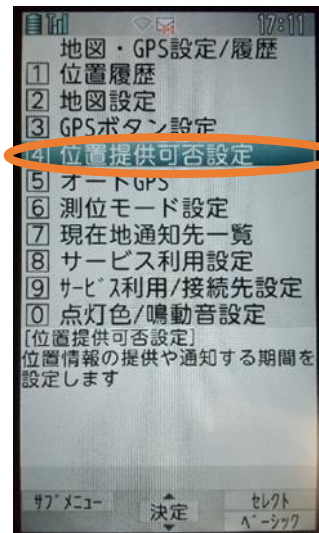 17:11
地図・GPS設定/履歴
1 位置履歴
2 地図設定
3 GPSボタン設定
4 位置提供可否設定
5 オートGPS
6 測位モード設定
7 現在地通知先一覧
8 サービス利用設定
9 ｻｰﾋﾞｽ利用/接続先設定
0 点灯色/鳴動音設定
[位置提供可否設定]
位置情報の提供や通知する期間を
設定します
ｻﾌﾞﾒﾆｭｰ 決定 ｾﾚｸﾄ
ﾍﾞｰｼｯｸ